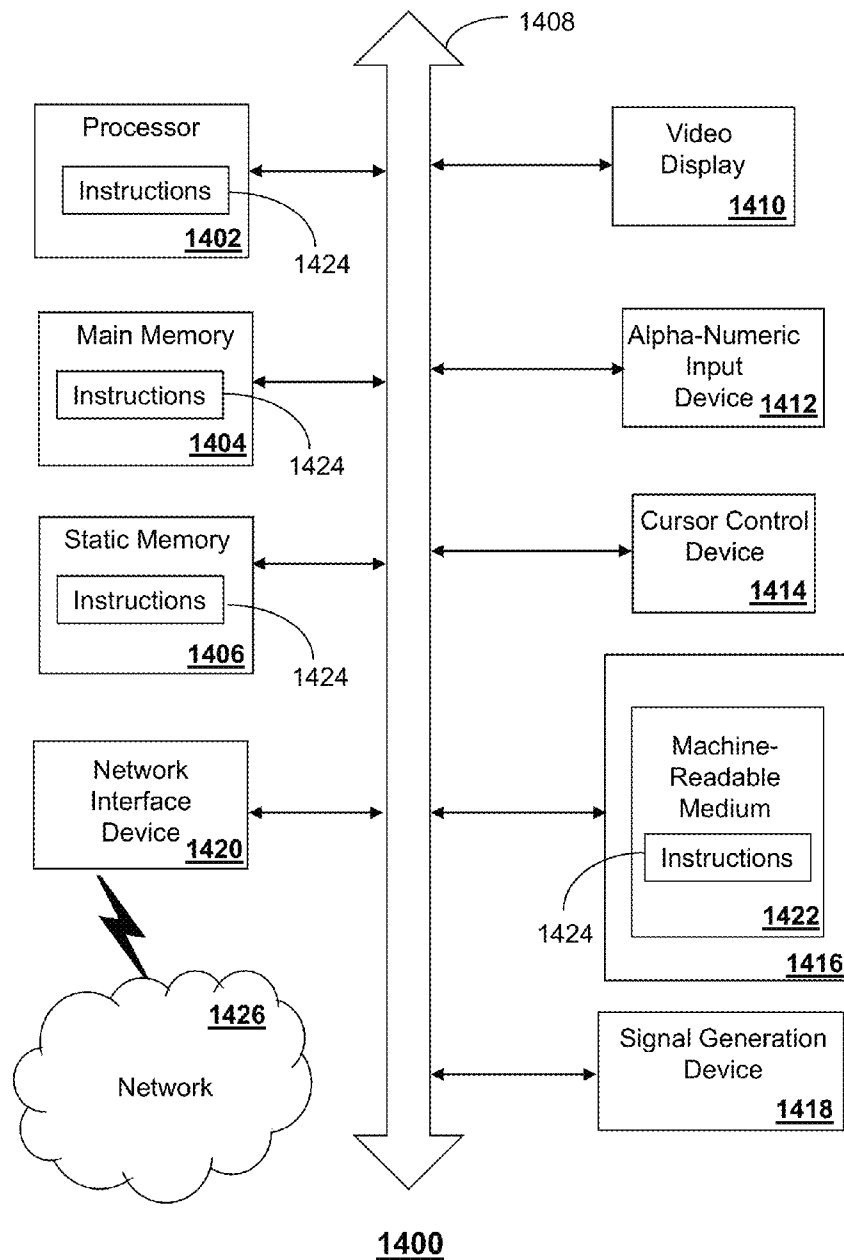 1408
Processor
Instructions
1402
1424
Main Memory
Instructions
1404
1424
Static Memory
Instructions
1406
1424
Network
Interface
Device
1420
1426
Network
Video
Display
1410
Alpha-Numeric
Input
Device
1412
Cursor Control
Device
1414
Machine-
Readable
Medium
Instructions
1422
1424
1416
Signal Generation
Device
1418
1400